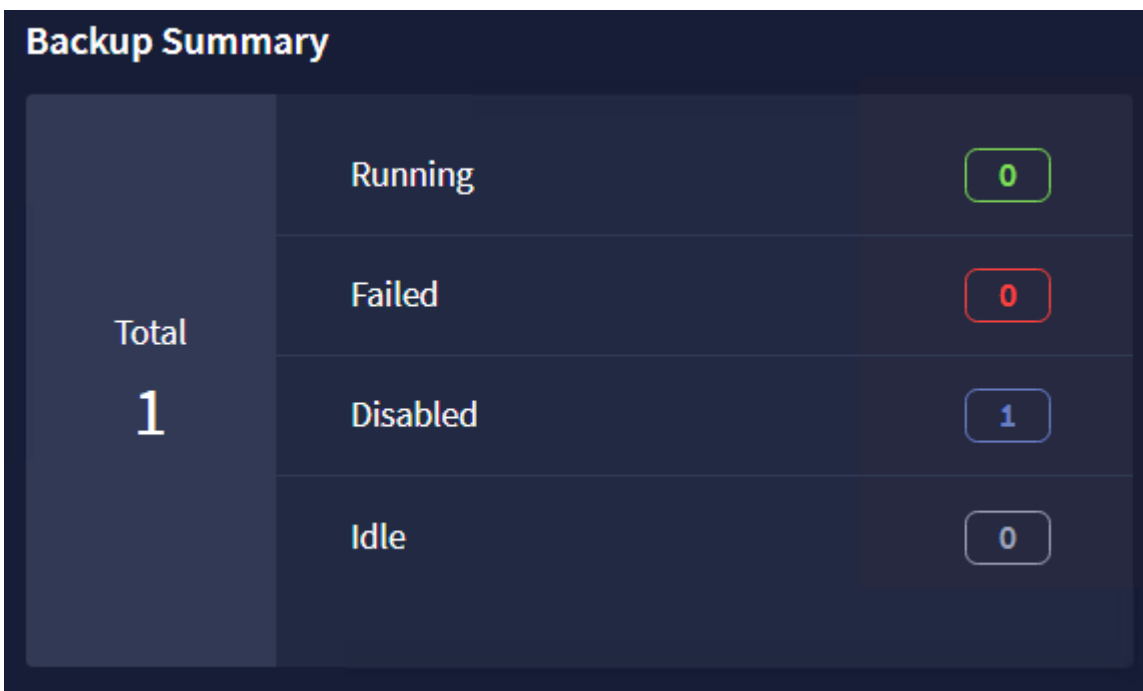 Backup Summary
Total
1
Running 0
Failed 0
Disabled 1
Idle 0